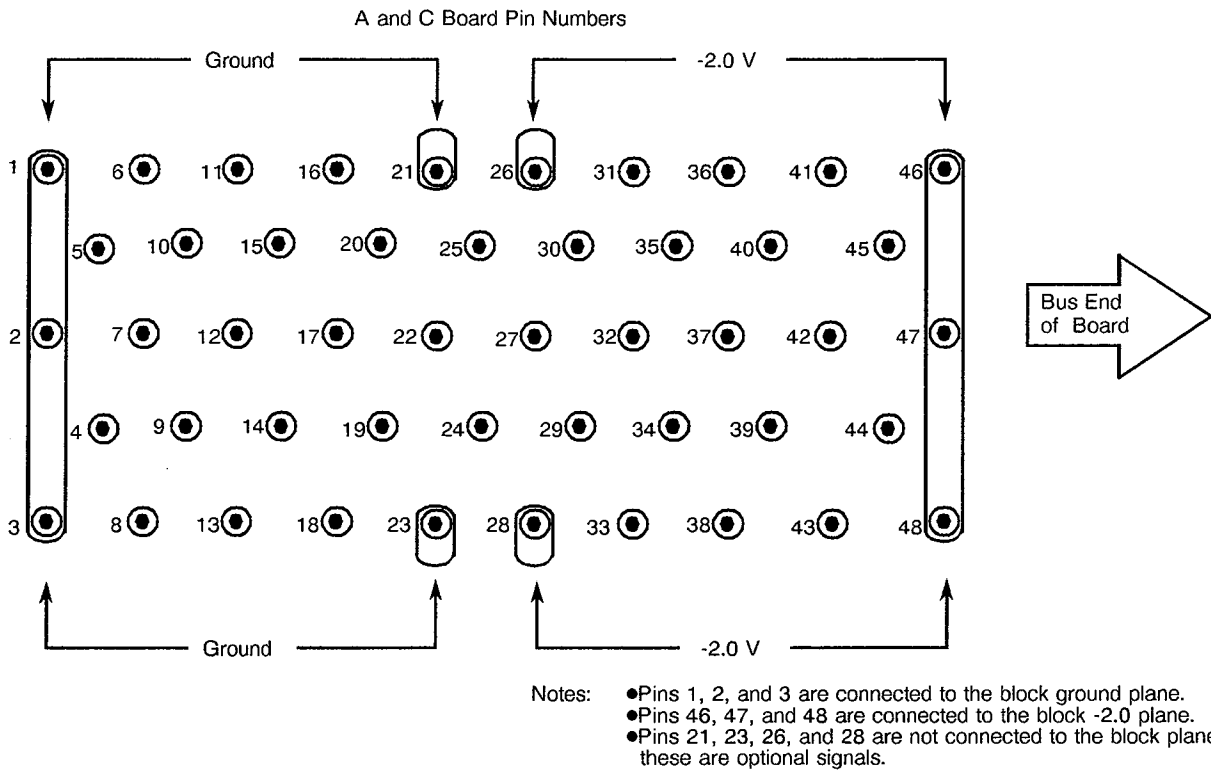 A and C Board Pin Numbers
Ground -2.0 V
1 6 11 16 21 26 31 36 41 46
5 10 15 20 25 30 35 40 45
Bus End
of Board
2 7 12 17 22 27 32 37 42 47
4 9 14 19 24 29 34 39 44
3 8 13 18 23 28 33 38 43 48
Ground -2.0 V
Notes: ●Pins 1, 2, and 3 are connected to the block ground plane.
●Pins 46, 47, and 48 are connected to the block -2.0 plane.
●Pins 21, 23, 26, and 28 are not connected to the block plane
these are optional signals.